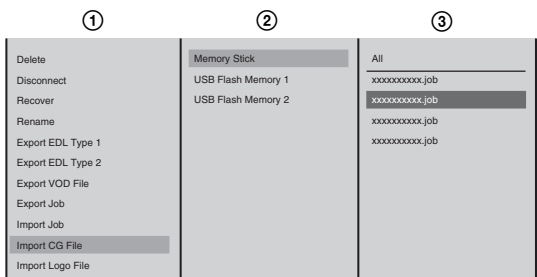 ① ② ③
Delete
Disconnect
Recover
Rename
Export EDL Type 1
Export EDL Type 2
Export VOD File
Export Job
Import Job
Import CG File
Import Logo File
Memory Stick
USB Flash Memory 1
USB Flash Memory 2
All
xxxxxxxxxx.job
xxxxxxxxxx.job
xxxxxxxxxx.job
xxxxxxxxxx.job